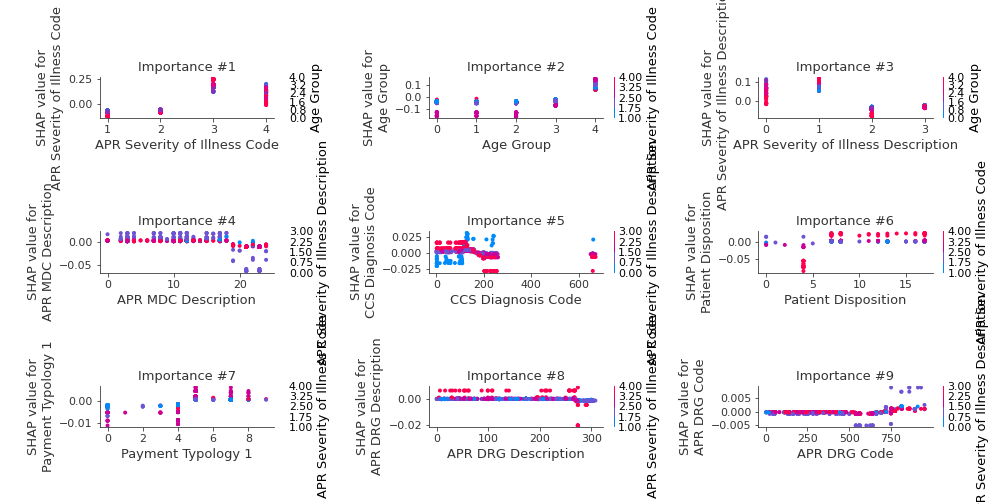 Importance #1
SHAP value for
APR Severity of Illness Code
0.25
0.00
1 2 3 4
APR Severity of Illness Code
4.0
3.2
2.4
1.6
0.8
0.0
Age Group
Importance #2
SHAP value for
Age Group
0.1
0.0
−0.1
0 1 2 3 4
Age Group
4.00
3.25
2.50
1.75
1.00
APR Severity of Illness Code
Importance #3
SHAP value for
APR Severity of Illness Description
0.1
0.0
0 1 2 3
APR Severity of Illness Description
4.0
3.2
2.4
1.6
0.8
0.0
Age Group
Importance #4
SHAP value for
APR MDC Description
0.00
−0.05
0 10 20
APR MDC Description
3.00
2.25
1.50
0.75
0.00
APR Severity of Illness Description
Importance #5
SHAP value for
CCS Diagnosis Code
0.025
0.000
−0.025
0 200 400 600
CCS Diagnosis Code
3.00
2.25
1.50
0.75
0.00
APR Severity of Illness Description
Importance #6
SHAP value for
Patient Disposition
0.00
−0.05
0 5 10 15
Patient Disposition
4.00
3.25
2.50
1.75
1.00
APR Severity of Illness Code
Importance #7
SHAP value for
Payment Typology 1
0.00
−0.01
0 2 4 6 8
Payment Typology 1
4.00
3.25
2.50
1.75
1.00
APR Severity of Illness Code
Importance #8
SHAP value for
APR DRG Description
0.00
−0.02
0 100 200 300
APR DRG Description
4.00
3.25
2.50
1.75
1.00
APR Severity of Illness Code
Importance #9
SHAP value for
APR DRG Code
0.005
0.000
−0.005
0 250 500 750
APR DRG Code
3.00
2.25
1.50
0.75
0.00
APR Severity of Illness Description